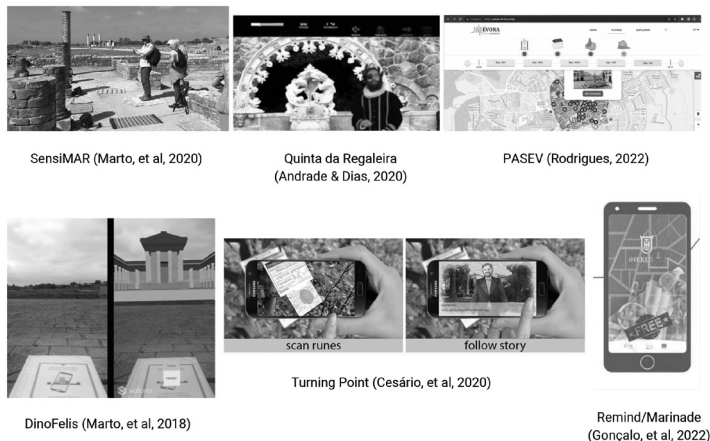 ÉVORA
SensiMAR (Marto, et al, 2020)
Quinta da Regaleira
(Andrade & Dias, 2020)
PASEV (Rodrigues, 2022)
scan runes
follow story
FREE
DinoFelis (Marto, et al, 2018)
Turning Point (Cesário, et al, 2020)
Remind/Marinade
(Gonçalo, et al, 2022)